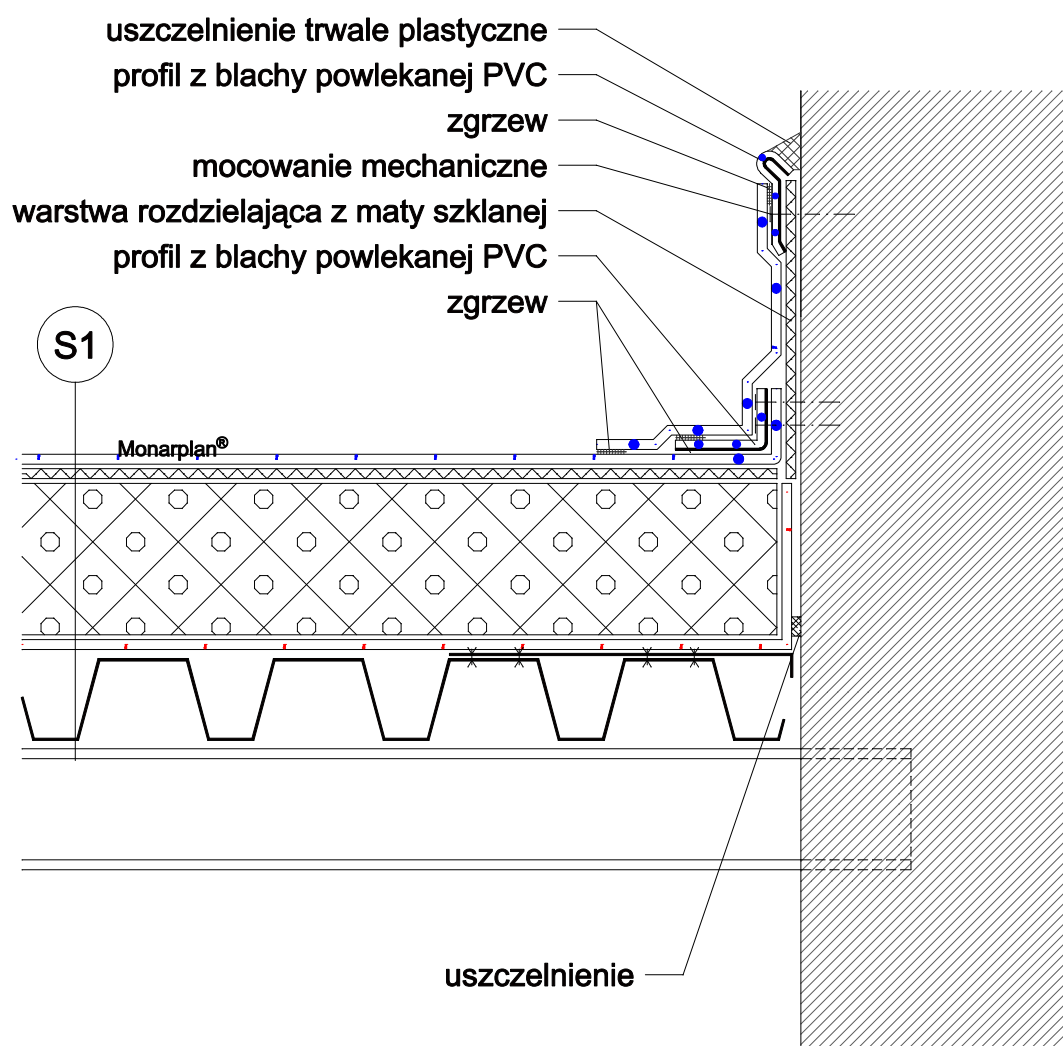 uszczelnienie trwale plastyczne
profil z blachy powlekanej PVC
zgrzew
mocowanie mechaniczne
warstwa rozdzielająca z maty szklanej
profil z blachy powlekanej PVC
zgrzew
S1
Monarplan®
uszczelnienie